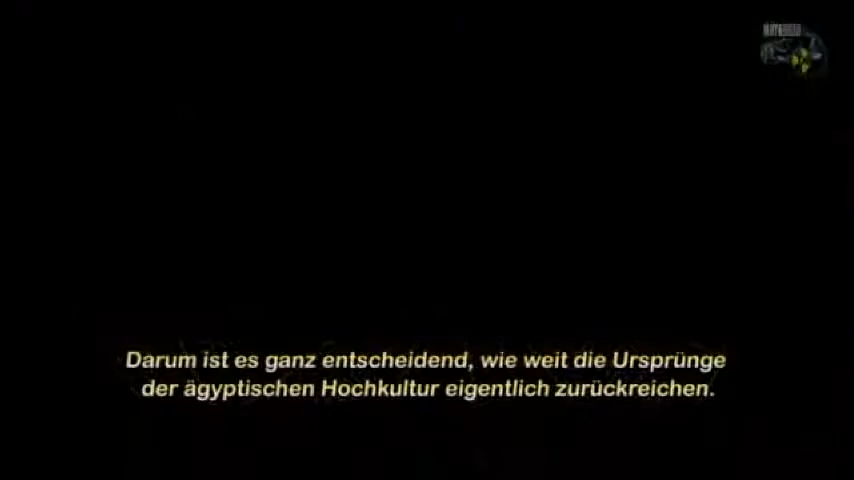 Darum ist es ganz entscheidend, wie weit die Ursprünge
der ägyptischen Hochkultur eigentlich zurückreichen.